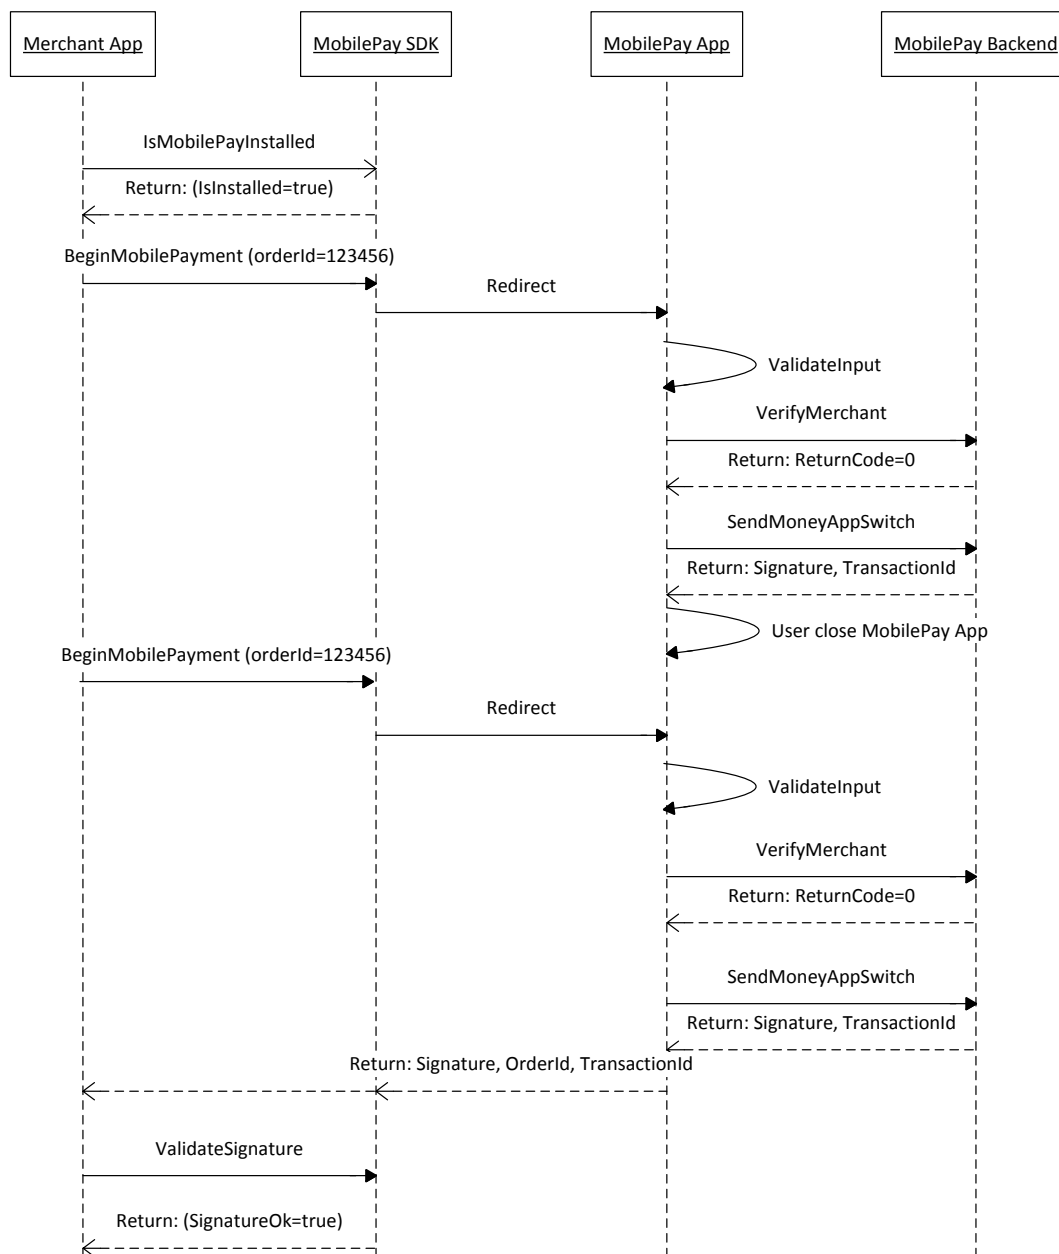 Merchant App
MobilePay SDK
MobilePay App
MobilePay Backend
IsMobilePayInstalled
Return: (IsInstalled=true)
BeginMobilePayment (orderId=123456)
Redirect
ValidateInput
VerifyMerchant
Return: ReturnCode=0
SendMoneyAppSwitch
Return: Signature, TransactionId
User close MobilePay App
BeginMobilePayment (orderId=123456)
Redirect
ValidateInput
VerifyMerchant
Return: ReturnCode=0
SendMoneyAppSwitch
Return: Signature, TransactionId
Return: Signature, OrderId, TransactionId
ValidateSignature
Return: (SignatureOk=true)